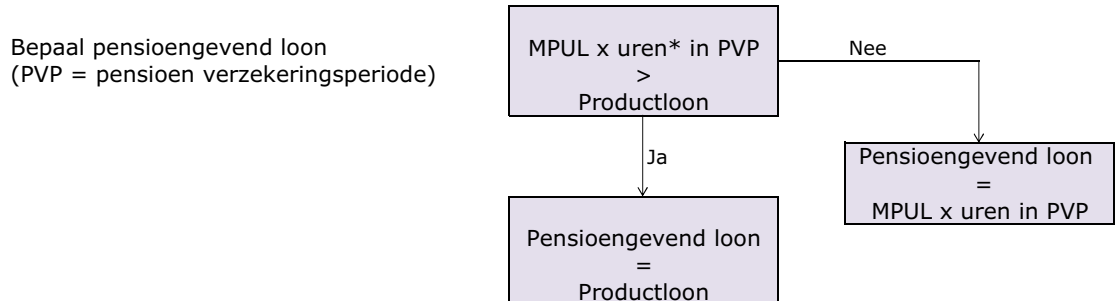 Bepaal pensioengevend loon
(PVP = pensioen verzekeringsperiode)
MPUL x uren* in PVP
>
Productloon
Nee
Ja
Pensioengevend loon
=
MPUL x uren in PVP
Pensioengevend loon
=
Productloon